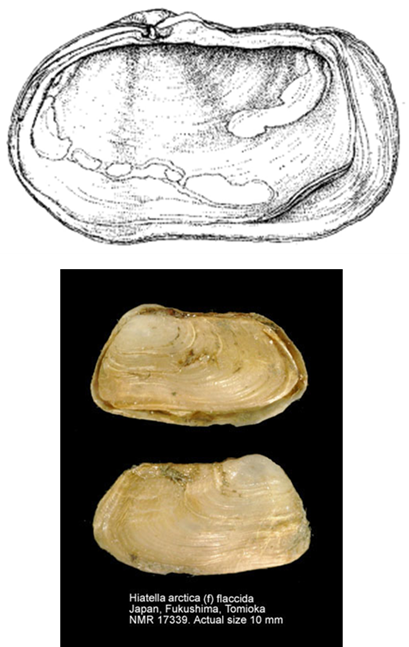 Hiatella arctica (f) flaccida
Japan, Fukushima, Tomioka
NMR 17339. Actual size 10 mm